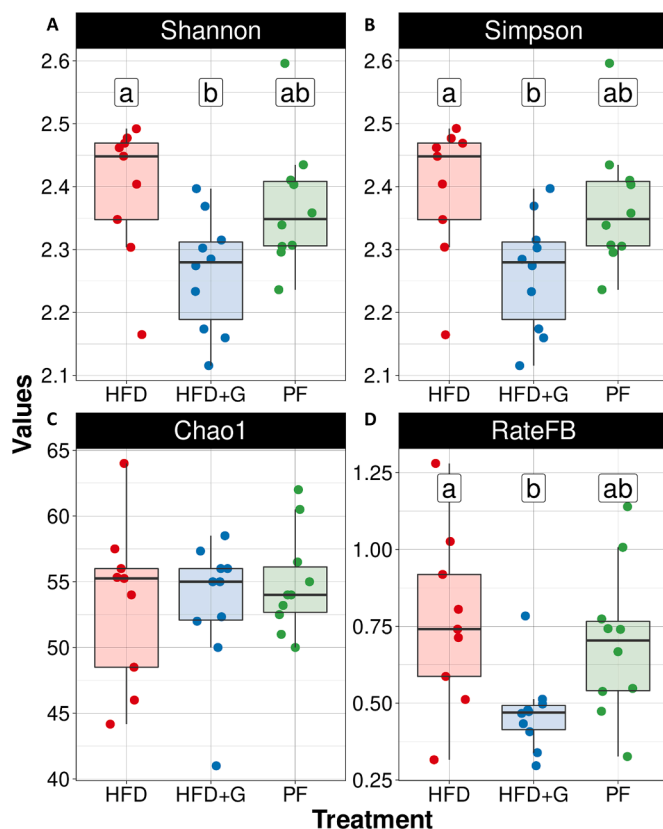 A
Shannon
B
Simpson
a
b
ab
a
b
ab
2.6
2.5
2.4
2.3
2.2
2.1
2.6
2.5
2.4
2.3
2.2
2.1
HFD
HFD+G
PF
HFD
HFD+G
PF
Values
C
Chao1
D
RateFB
a
b
ab
65
60
55
50
45
40
1.25
1.00
0.75
0.50
0.25
HFD
HFD+G
PF
HFD
HFD+G
PF
Treatment